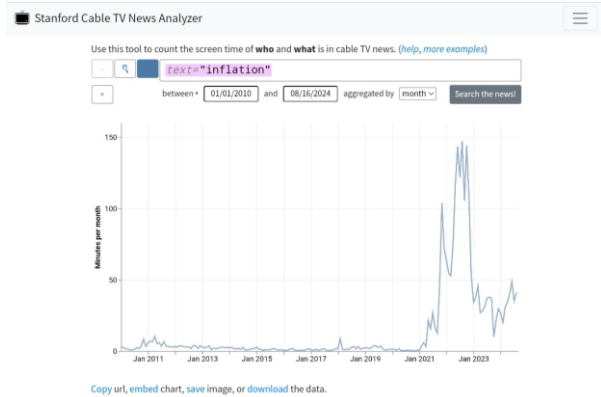 Stanford Cable TV News Analyzer
Use this tool to count the screen time of who and what is in cable TV news. (help, more examples)
text="inflation"
+ between 01/01/2010 and 08/16/2024 aggregated by month Search the news!
150
100
50
0
Minutes per month
Jan 2011 Jan 2013 Jan 2015 Jan 2017 Jan 2019 Jan 2021 Jan 2023
Copy url, embed chart, save image, or download the data.